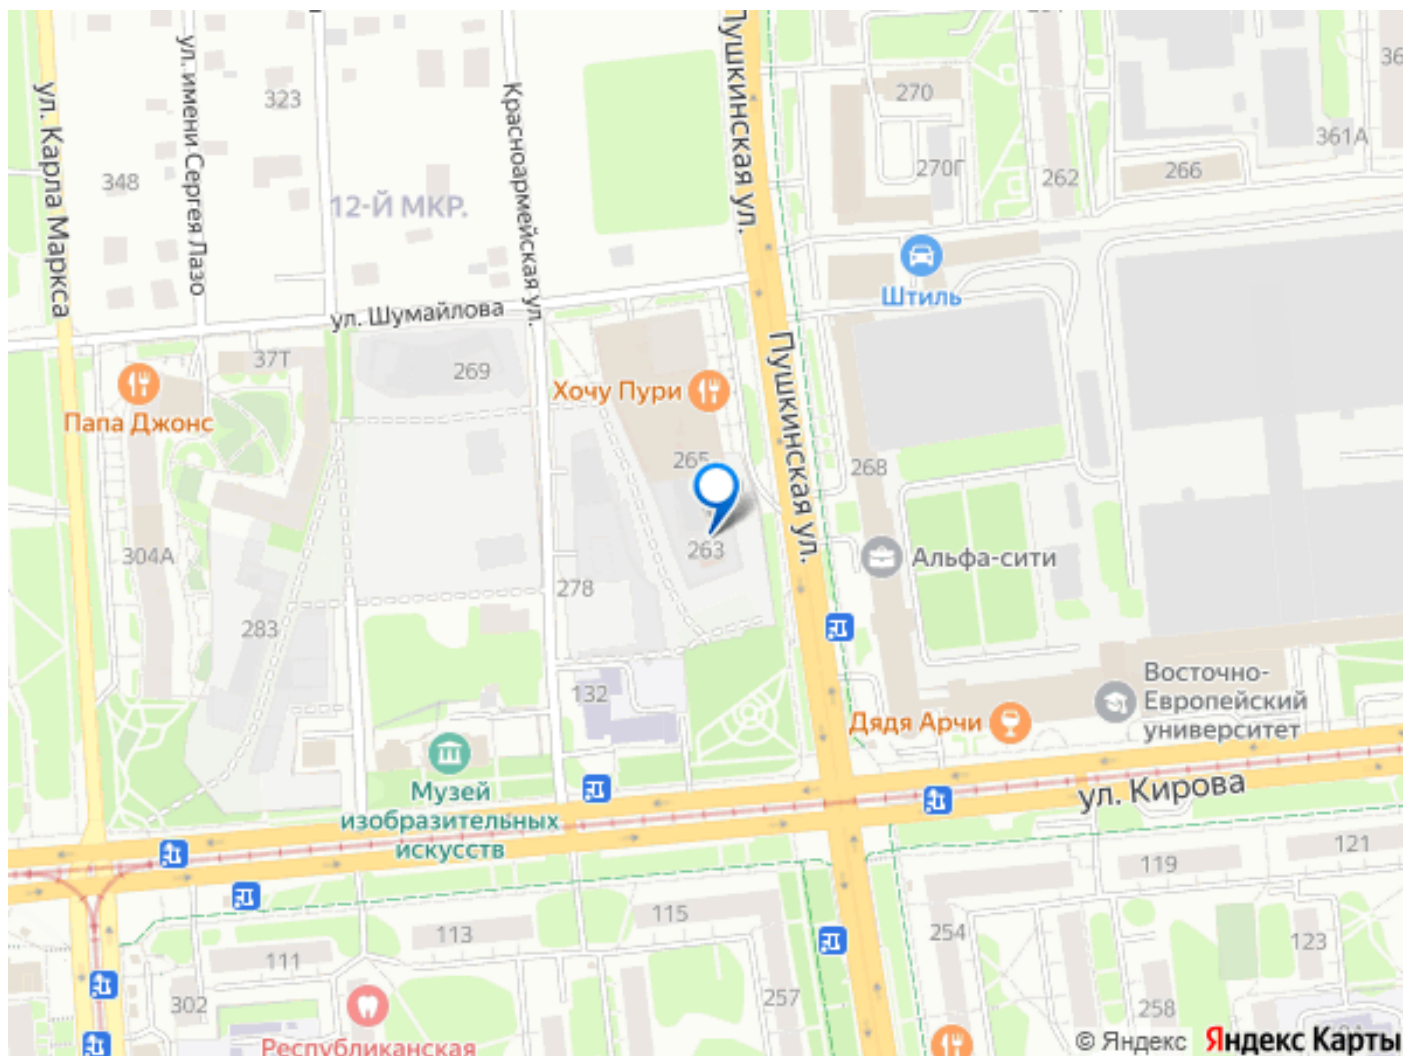 Пушкинская ул.
ул. Карла Маркса
ул. имени Сергея Лазо
323
348
12-Й МКР.
Красноармейская ул.
270
270Г
262
266
361А
36
Штиль
ул. Шумайлова
37Т
269
Папа Джонс
Хочу Пури
265
Пушкинская ул.
268
304А
263
278
Альфа-сити
283
132
Восточно-
Европейский
университет
Дядя Арчи
Музей
изобразительных
искусств
ул. Кирова
119
121
115
113
111
254
123
302
257
258
Республиканская
© Яндекс Яндекс Карты